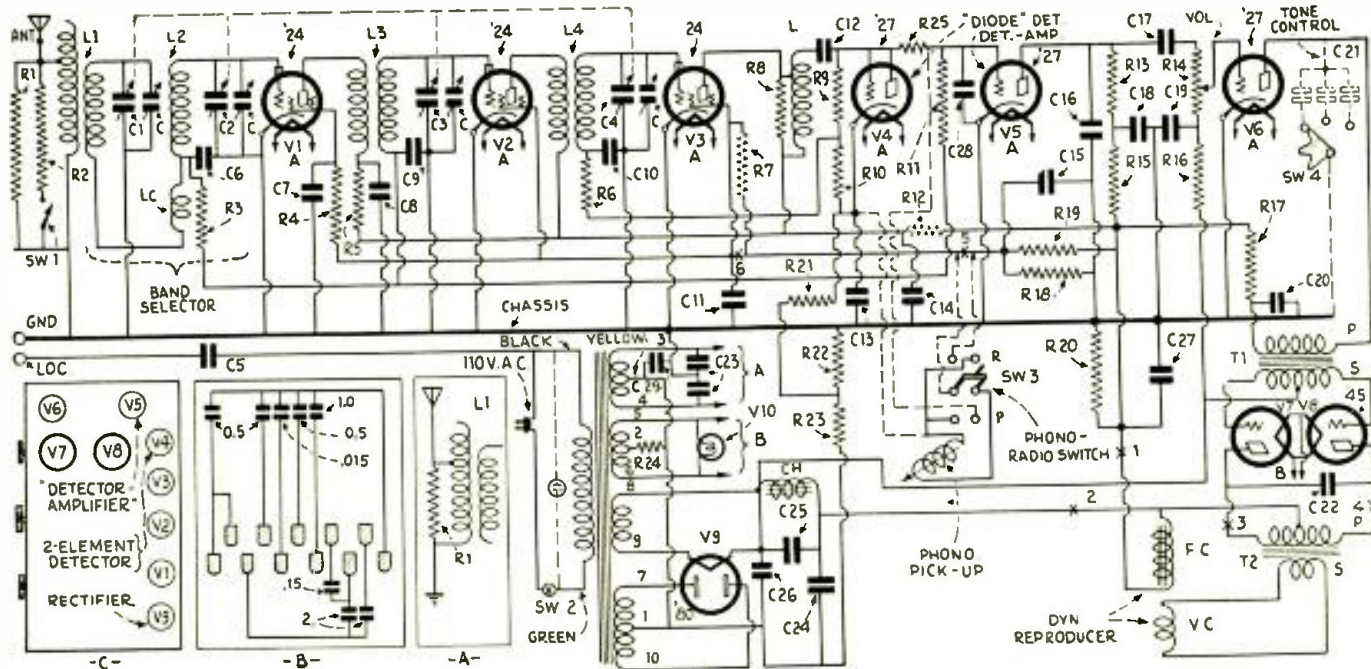 ANT.
L1
L2
'24
L3
'24
L4
24
L
C12
'27
R25
"DIODE" DET.
DET.-AMP.
'27
C17
VOL.
'27
TONE
CONTROL
C21
R1
R2
SW 1
C1
C
C2
C
C3
C
C4
C
R8
R9
R13
R14
C16
C18
C19
V1
A
V2
A
V3
A
V4
A
V5
A
V6
A
SW 4
LC
C6
R3
C7
R4
R5
C8
C9
R6
C10
R7
R10
R11
C28
R12
C15
R15
R16
R19
R17
BAND
SELECTOR
6
5
R21
R18
C20
C11
C14
C13
CHASSIS
GND
LOC
C5
BLACK
110V. A C
YELLOW
3
C
29
C23
A
4
5
2
V10
B
R24
8
R22
R23
R
SW 3
P
PHONO-
RADIO SWITCH
R20
C27
1
T1
P
S
45
V7
V8
B
C22
3
4
P
T2
S
V6
V5
V7
V8
V4
V3
V2
V1
V9
"DETECTOR
AMPLIFIER"
2-ELEMENT
DETECTOR
RECTIFIER
-C-
0.5
1.0
0.5
.015
.15
2
-B-
L1
R1
-A-
SW 2
GREEN
9
7
1
10
V9
'80
CH
C25
C26
C24
PHONO
PICK-UP
2
FC
DYN
REPRODUCER
VC